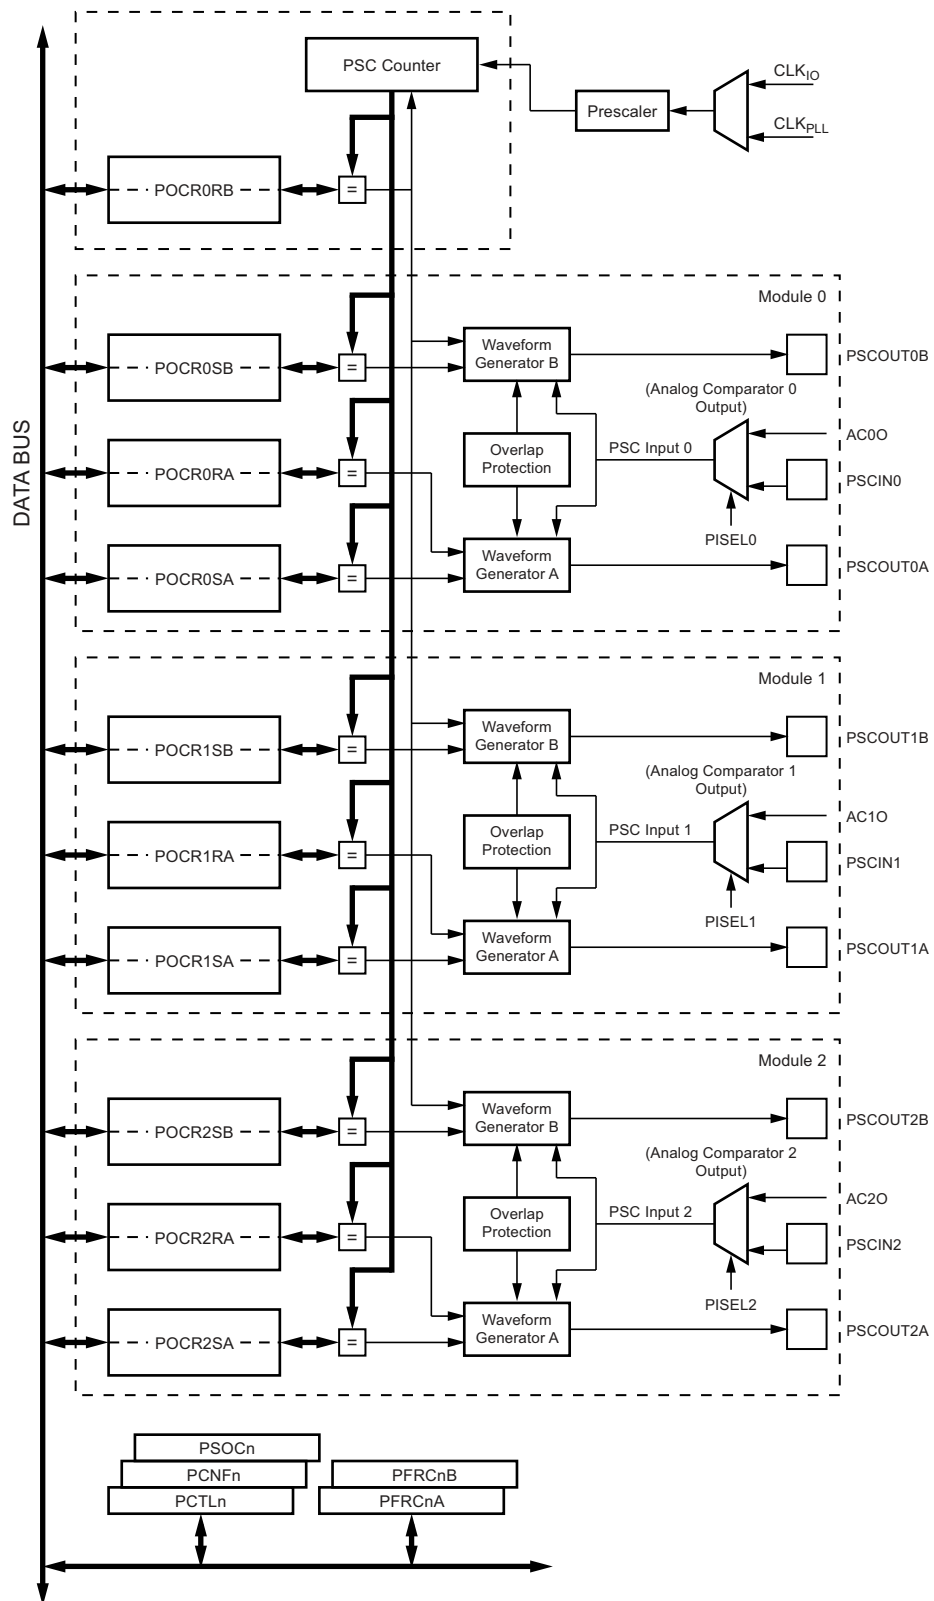 PSC Counter
CLKIO
Prescaler
CLKPLL
POCR0RB
=
DATA BUS
Module 0
POCR0SB
=
Waveform
Generator B
PSCOUT0B
(Analog Comparator 0
Output)
AC0O
POCR0RA
=
Overlap
Protection
PSC Input 0
PSCIN0
PISEL0
POCR0SA
=
Waveform
Generator A
PSCOUT0A
Module 1
POCR1SB
=
Waveform
Generator B
PSCOUT1B
(Analog Comparator 1
Output)
AC1O
POCR1RA
=
Overlap
Protection
PSC Input 1
PSCIN1
PISEL1
POCR1SA
=
Waveform
Generator A
PSCOUT1A
Module 2
POCR2SB
=
Waveform
Generator B
PSCOUT2B
(Analog Comparator 2
Output)
AC2O
POCR2RA
=
Overlap
Protection
PSC Input 2
PSCIN2
PISEL2
POCR2SA
=
Waveform
Generator A
PSCOUT2A
PSOCn
PCNFn
PCTLn
PFRCnB
PFRCnA